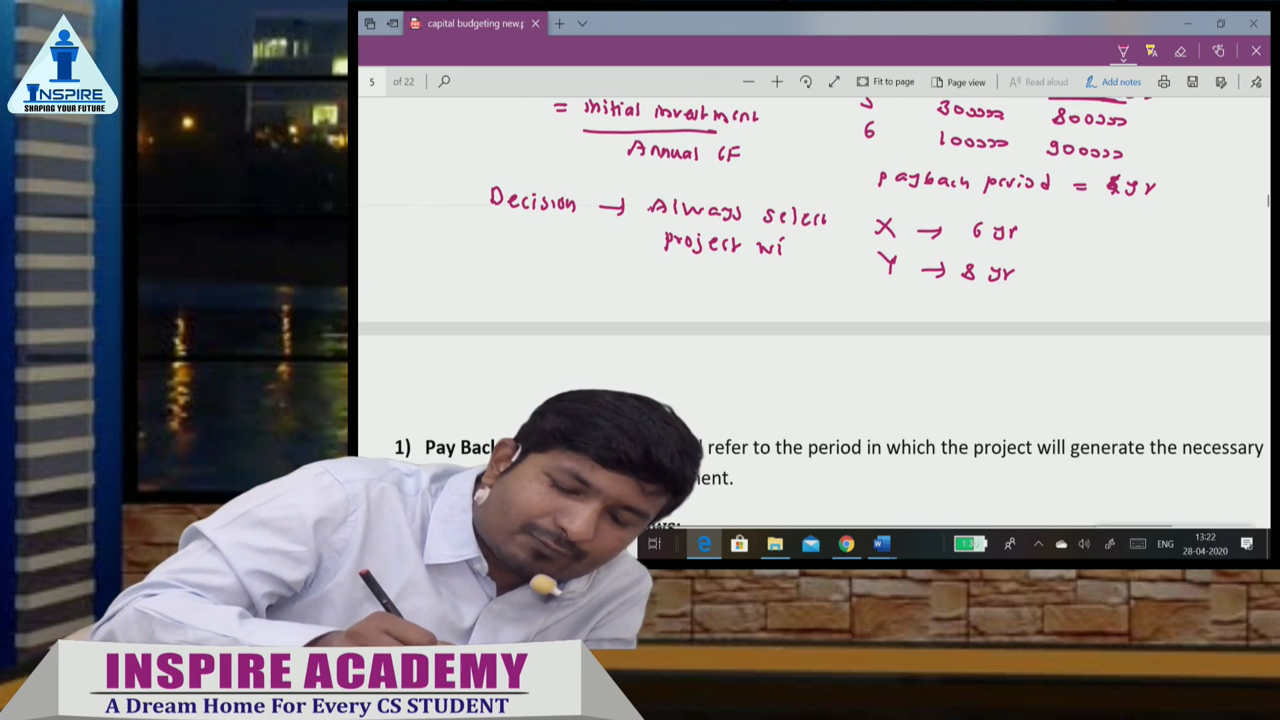 INSPIRE
SHAPING YOUR FUTURE
capital budgeting new.p
5 of 22
Fit to page
Page view
Read aloud
Add notes
= Initial Investment
Annual CF
300000 800000
6 100000 900000
Payback period = yr
Decision → Always select
project wi
X → 6 yr
Y → 8 yr
1) Pay Bac refer to the period in which the project will generate the necessary
ent.
ENG
13:22
28-04-2020
INSPIRE ACADEMY
A Dream Home For Every CS STUDENT